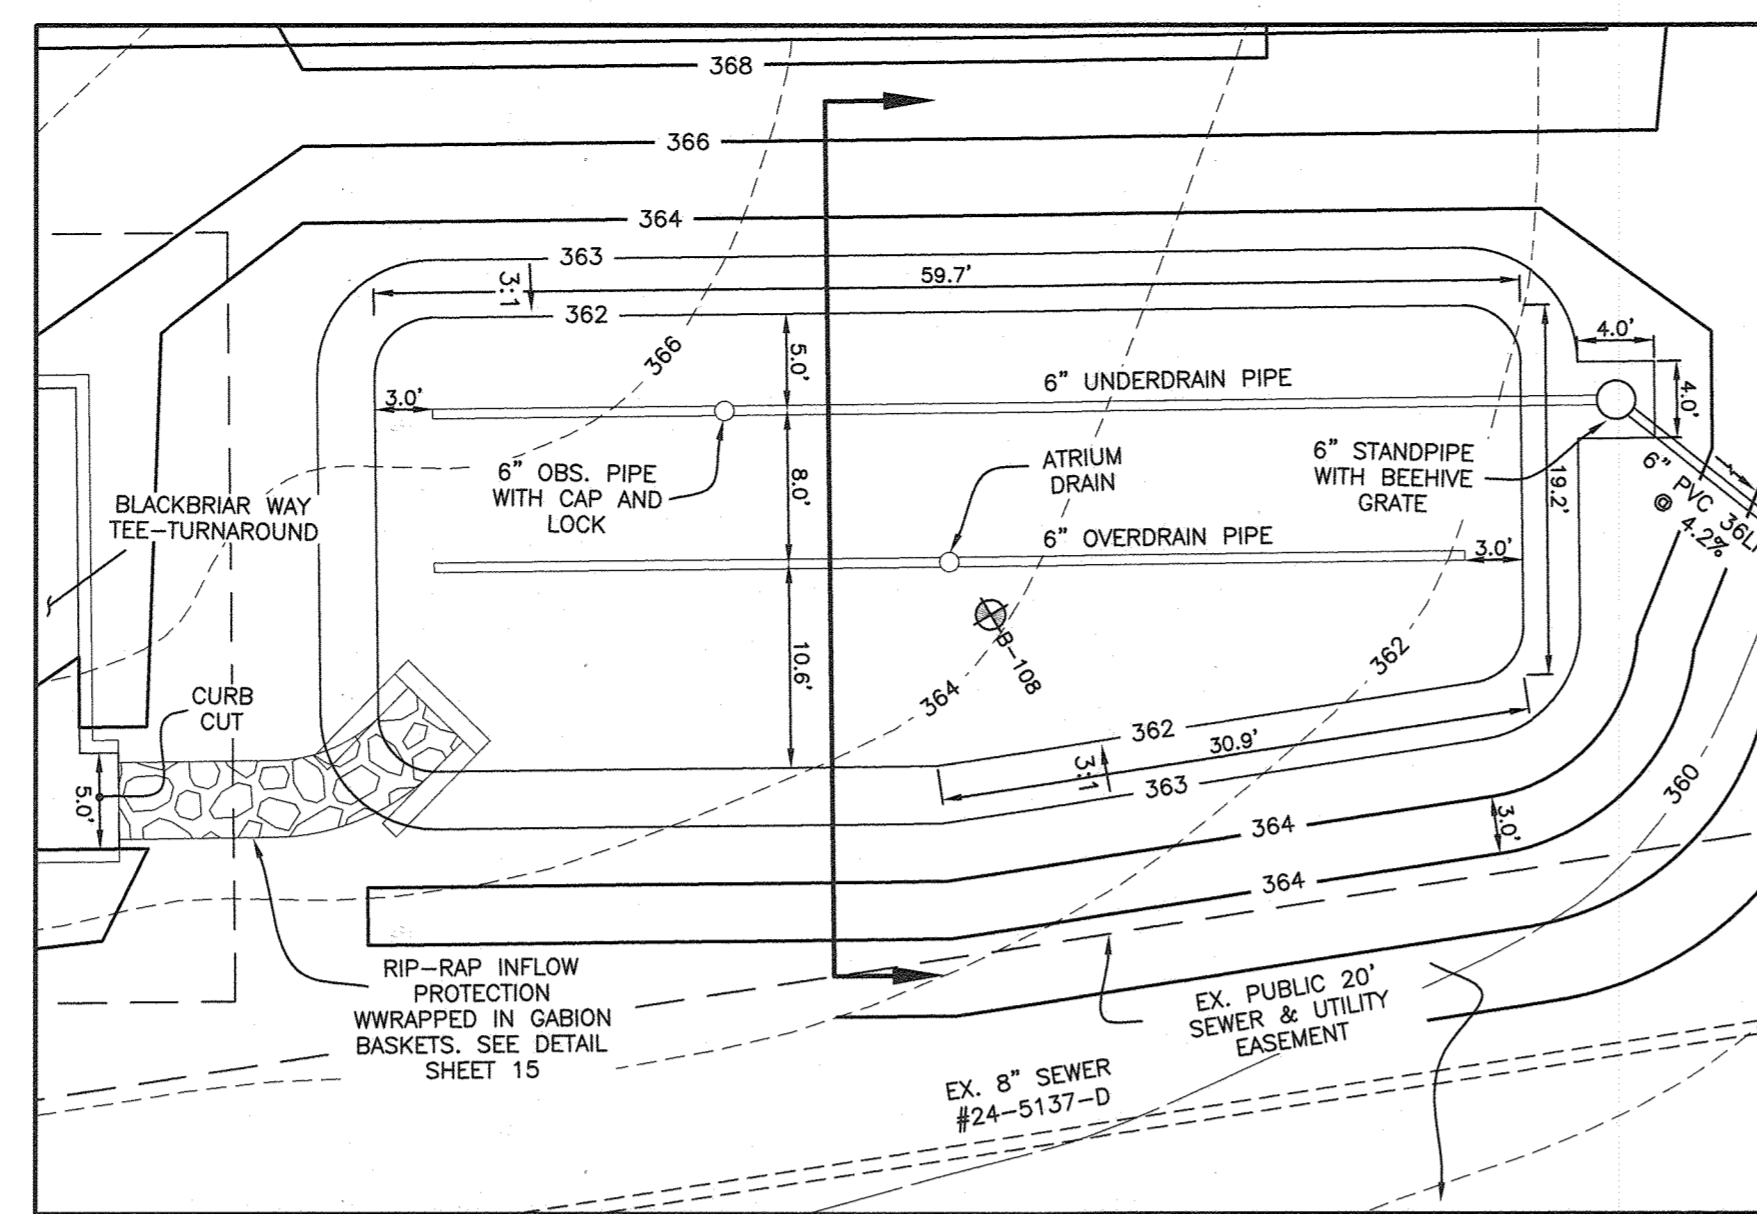 368
366
364
363
59.7'
3:1
362
366
5.0'
4.0'
4.0'
6" UNDERDRAIN PIPE
3.0'
6" OBS. PIPE
WITH CAP AND
LOCK
8.0'
ATRIUM
DRAIN
6" STANDPIPE
WITH BEEHIVE
GRATE
19.2'
6" PVC 36L
@ 4.2%
BLACKBRIAR WAY
TEE-TURNAROUND
6" OVERDRAIN PIPE
3.0'
B-108
10.6'
364
362
CURB
CUT
362
30.9'
3:1
363
360
5.0'
364
3.0'
364
RIP-RAP INFLOW
PROTECTION
WWRAPPED IN GABION
BASKETS. SEE DETAIL
SHEET 15
EX. PUBLIC 20'
SEWER & UTILITY
EASEMENT
EX. 8" SEWER
#24-5137-D